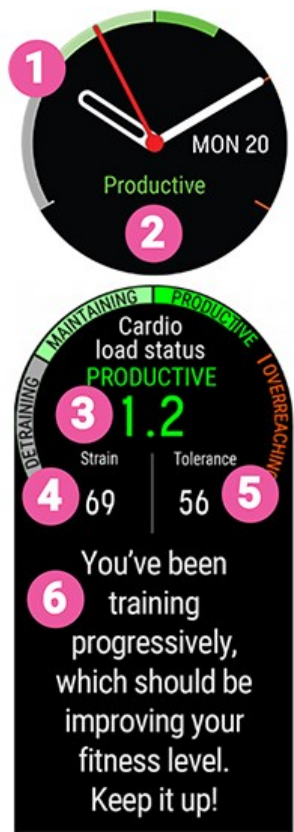 1
MON 20
Productive
2
DETRAINING
MAINTAINING
PRODUCTIVE
OVERREACHING
Cardio
load status
PRODUCTIVE
3
1.2
Strain
Tolerance
4
69
56
5
You've been
6
training
progressively,
which should be
improving your
fitness level.
Keep it up!